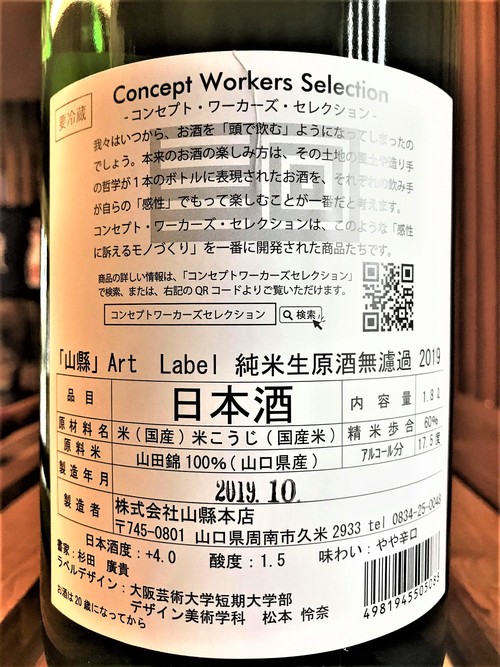 Concept Workers Selection
- コンセプト・ワーカーズ・セレクション -
要冷蔵
我々はいつから、お酒を「頭で飲む」ようになってしまったの
でしょう。本来のお酒の楽しみ方は、その土地の風土や造り手
の哲学が1本のボトルに表現されたお酒を、それぞれの飲み手
が自らの「感性」でもって楽しむことが一番だと考えます。
コンセプト・ワーカーズ・セレクションは、このような「感性
に訴えるモノづくり」を一番に開発された商品たちです。
商品の詳しい情報は、「コンセプトワーカーズセレクション」
で検索、または、右記のQRコードよりご覧いただけます。
コンセプトワーカーズセレクション 検索
「山縣」Art Label 純米生原酒無濾過 2019
品目 日本酒 内容量 1.8ℓ
原材料名 米(国産)米こうじ(国産米) 精米歩合 60%
原料米 山田錦100%(山口県産) アルコール分 17.5度
製造年月 2019.10.
製造者 株式会社山縣本店
〒745-0801 山口県周南市久米2933 tel 0834-25-0048
日本酒度:+4.0 酸度:1.5 味わい:やや辛口
書家:杉田 廣貴
ラベルデザイン:大阪芸術大学短期大学部
デザイン美術学科 松本 怜奈
お酒は20歳になってから
4981945505086